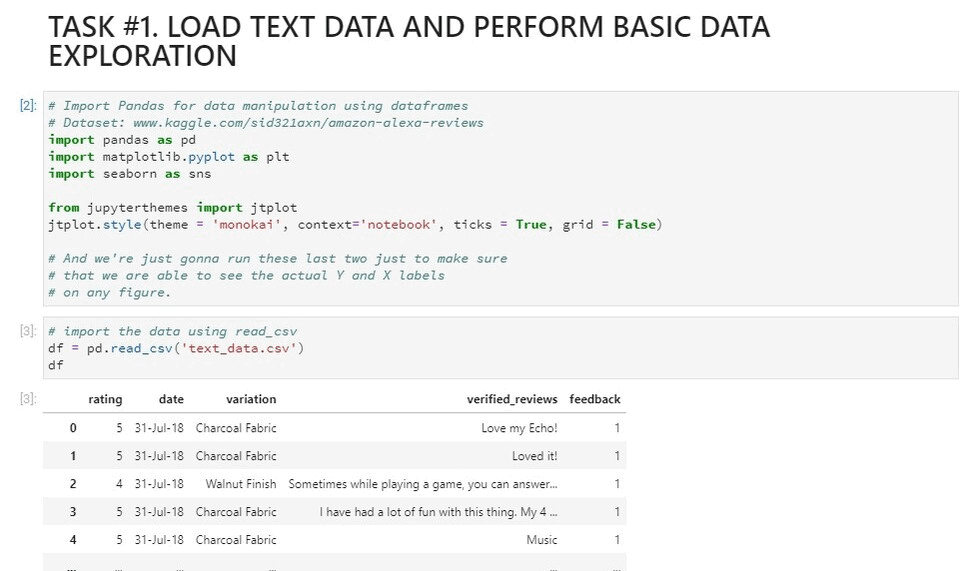 TASK #1. LOAD TEXT DATA AND PERFORM BASIC DATA
EXPLORATION
[2]: # Import Pandas for data manipulation using dataframes
# Dataset: www.kaggle.com/sid321axn/amazon-alexa-reviews
import pandas as pd
import matplotlib.pyplot as plt
import seaborn as sns
from jupyterthemes import jtplot
jtplot.style(theme = 'monokai', context='notebook', ticks = True, grid = False)
# And we're just gonna run these last two just to make sure
# that we are able to see the actual Y and X labels
# on any figure.
[3]: # import the data using read_csv
df = pd.read_csv('text_data.csv')
df
[3]: rating date variation verified_reviews feedback
0 5 31-Jul-18 Charcoal Fabric Love my Echo! 1
1 5 31-Jul-18 Charcoal Fabric Loved it! 1
2 4 31-Jul-18 Walnut Finish Sometimes while playing a game, you can answer... 1
3 5 31-Jul-18 Charcoal Fabric I have had a lot of fun with this thing. My 4 ... 1
4 5 31-Jul-18 Charcoal Fabric Music 1
... ... ... ... ... ...